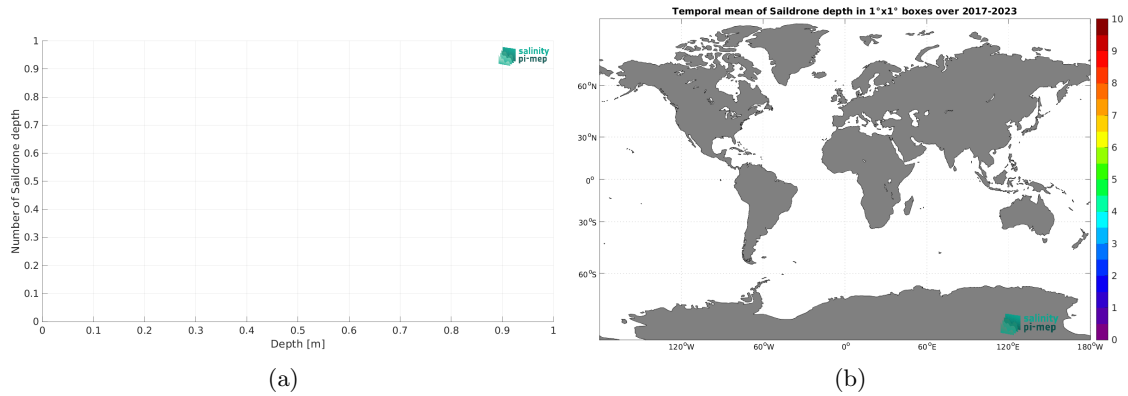 Temporal mean of Saildrone depth in 1°x1° boxes over 2017-2023
Number of Saildrone depth
1
0.9
0.8
0.7
0.6
0.5
0.4
0.3
0.2
0.1
0
0 0.1 0.2 0.3 0.4 0.5 0.6 0.7 0.8 0.9 1
Depth [m]
salinity
pi-mep
(a)
60°N
30°N
0°
30°S
60°S
120°W 60°W 0° 60°E 120°E 180°W
salinity
pi-mep
10
9
8
7
6
5
4
3
2
1
0
(b)